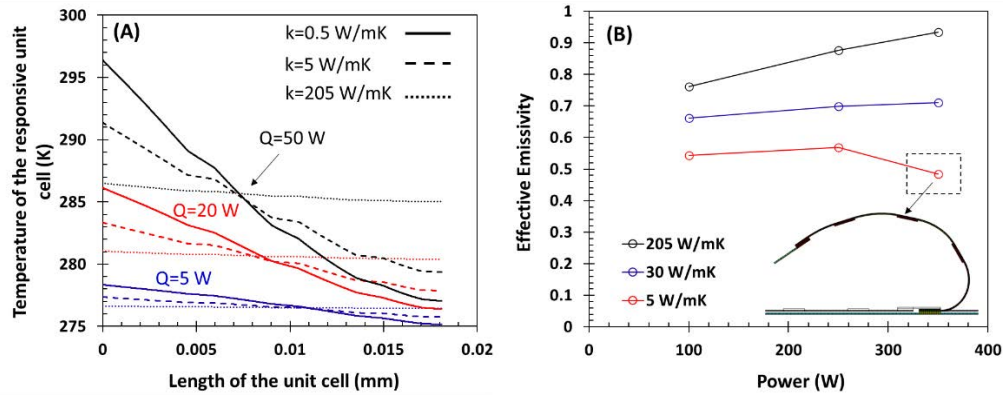 (A)
k=0.5 W/mK
k=5 W/mK
k=205 W/mK
Q=50 W
Q=20 W
Q=5 W
300
295
290
285
280
275
0
0.005
0.01
0.015
0.02
Temperature of the responsive unit
cell (K)
Length of the unit cell (mm)
(B)
1
0.9
0.8
0.7
0.6
0.5
0.4
0.3
0.2
0.1
0
0
100
200
300
400
Effective Emissivity
205 W/mK
30 W/mK
5 W/mK
Power (W)